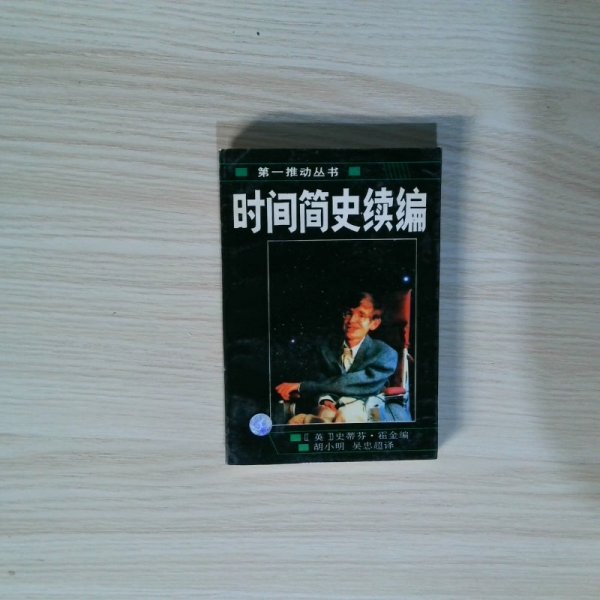 第一推动丛书
时间简史续编
[英]史蒂芬·霍金编
胡小明 吴忠超译